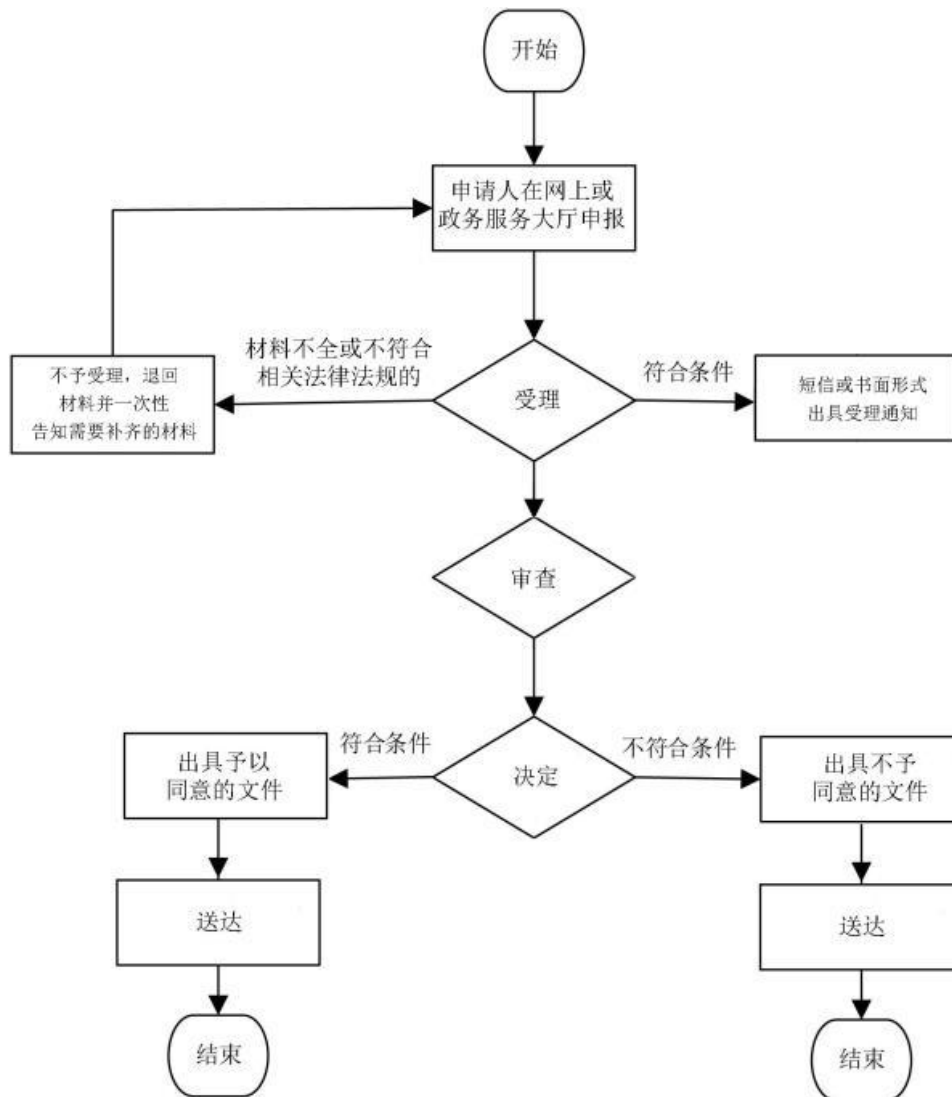 开始
申请人在网上或
政务服务大厅申报
材料不全或不符合
相关法律法规的
符合条件
不予受理，退回
材料并一次性
告知需要补齐的材料
受理
短信或书面形式
出具受理通知
审查
符合条件
不符合条件
出具予以
同意的文件
决定
出具不予
同意的文件
送达
送达
结束
结束